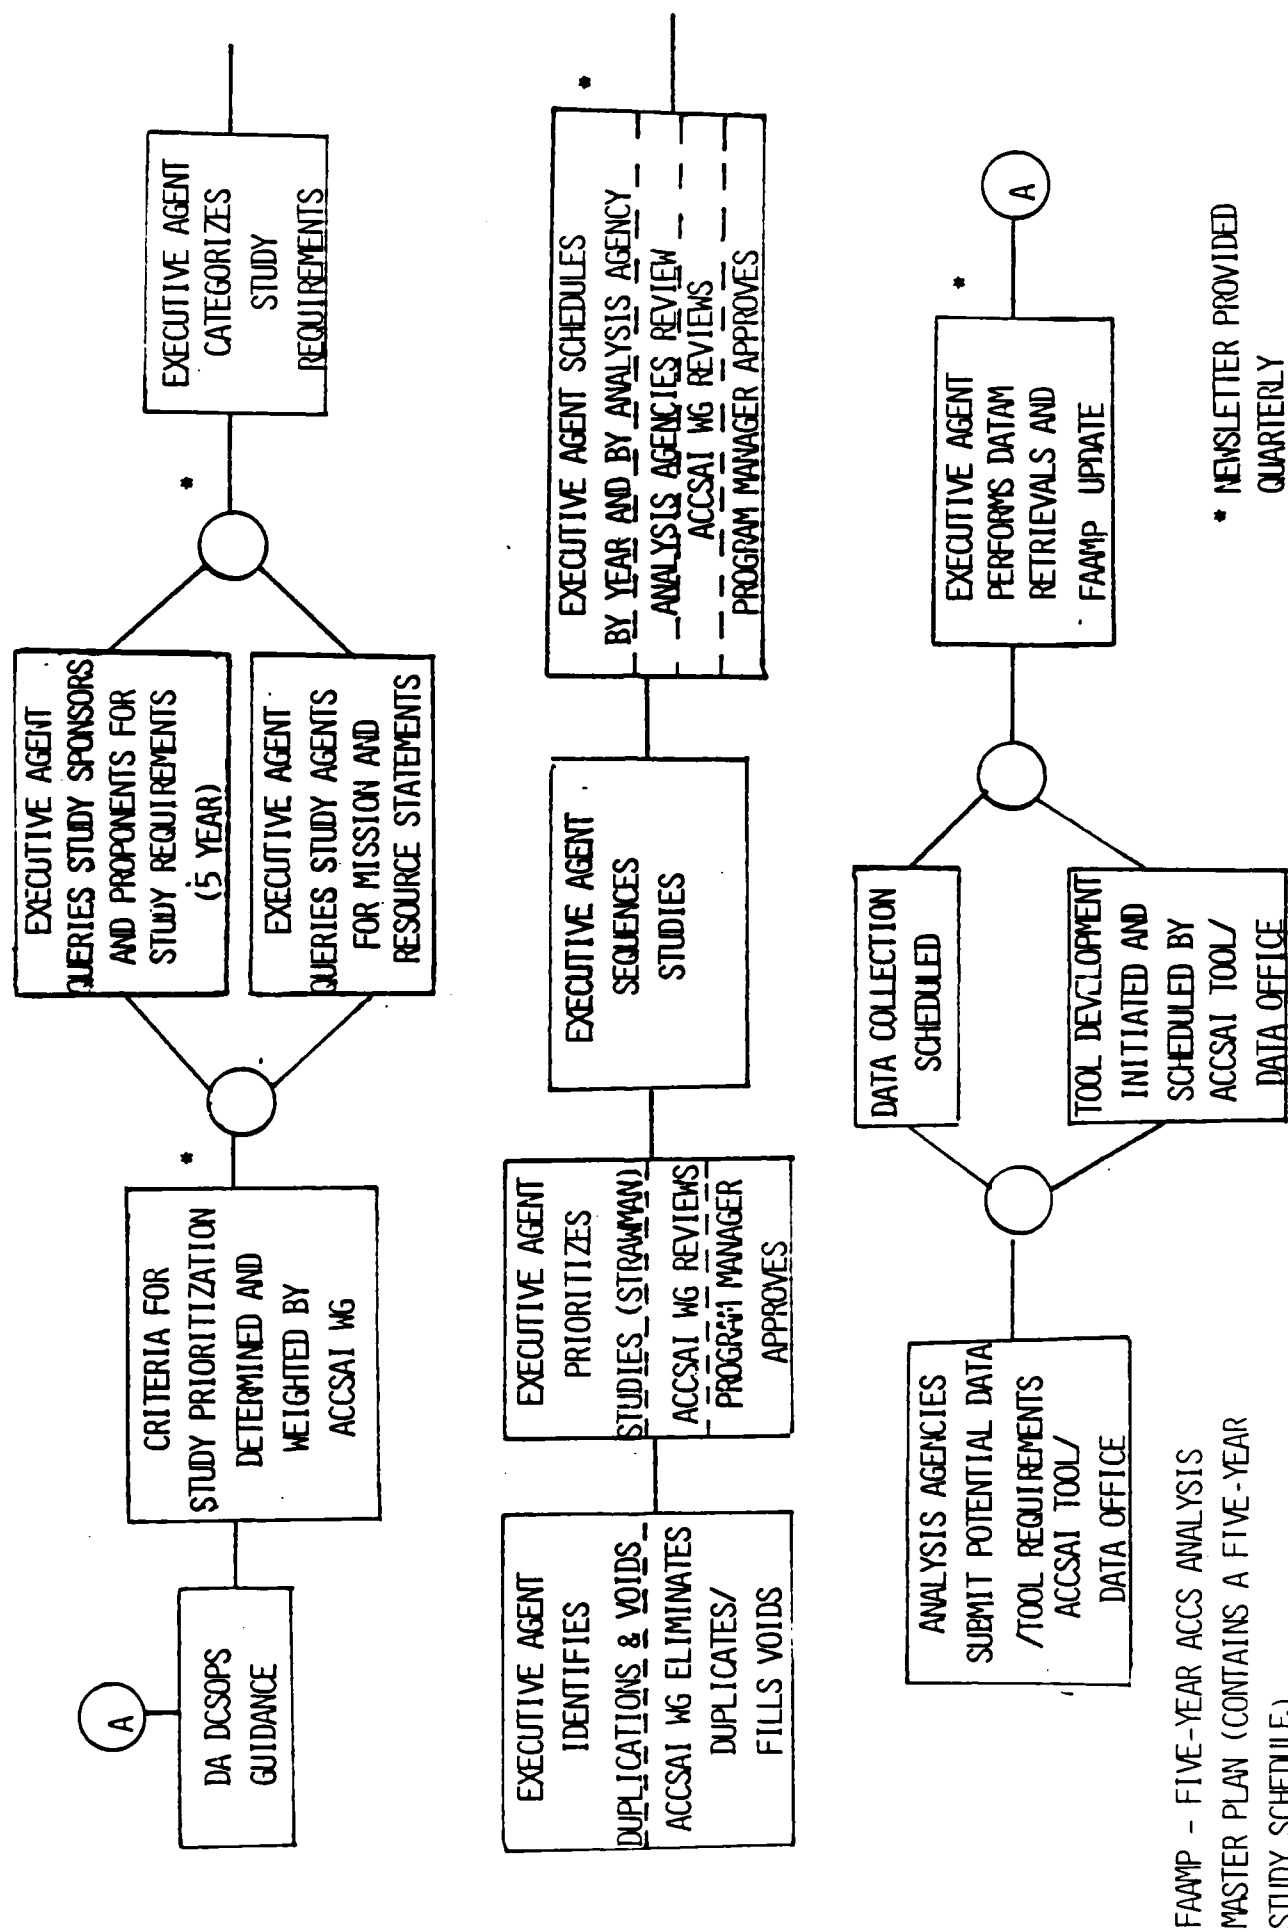 A
DA DCSOPS
GUIDANCE
CRITERIA FOR
STUDY PRIORITIZATION
DETERMINED AND
WEIGHTED BY
ACCSAI WG
*
EXECUTIVE AGENT
QUERIES STUDY SPONSORS
AND PROPONENTS FOR
STUDY REQUIREMENTS
(5 YEAR)
EXECUTIVE AGENT
QUERIES STUDY AGENTS
FOR MISSION AND
RESOURCE STATEMENTS
*
EXECUTIVE AGENT
CATEGORIZES
STUDY
REQUIREMENTS
EXECUTIVE AGENT
IDENTIFIES
DUPLICATIONS & VOIDS
ACCSAI WG ELIMINATES
DUPLICATES/
FILLS VOIDS
EXECUTIVE AGENT
PRIORITIZES
STUDIES (STRAWMAN)
ACCSAI WG REVIEWS
PROGRAM MANAGER
APPROVES
EXECUTIVE AGENT
SEQUENCES
STUDIES
EXECUTIVE AGENT SCHEDULES
BY YEAR AND BY ANALYSIS AGENCY
ANALYSIS AGENCIES REVIEW
ACCSAI WG REVIEWS
PROGRAM MANAGER APPROVES
*
ANALYSIS AGENCIES
SUBMIT POTENTIAL DATA
/TOOL REQUIREMENTS
ACCSAI TOOL/
DATA OFFICE
DATA COLLECTION
SCHEDULED
TOOL DEVELOPMENT
INITIATED AND
SCHEDULED BY
ACCSAI TOOL/
DATA OFFICE
EXECUTIVE AGENT
PERFORMS DATAM
RETRIEVALS AND
FAAMP UPDATE
*
A
FAAMP - FIVE-YEAR ACCS ANALYSIS
MASTER PLAN (CONTAINS A FIVE-YEAR
STUDY SCHEDULE)
* NEWSLETTER PROVIDED
QUARTERLY